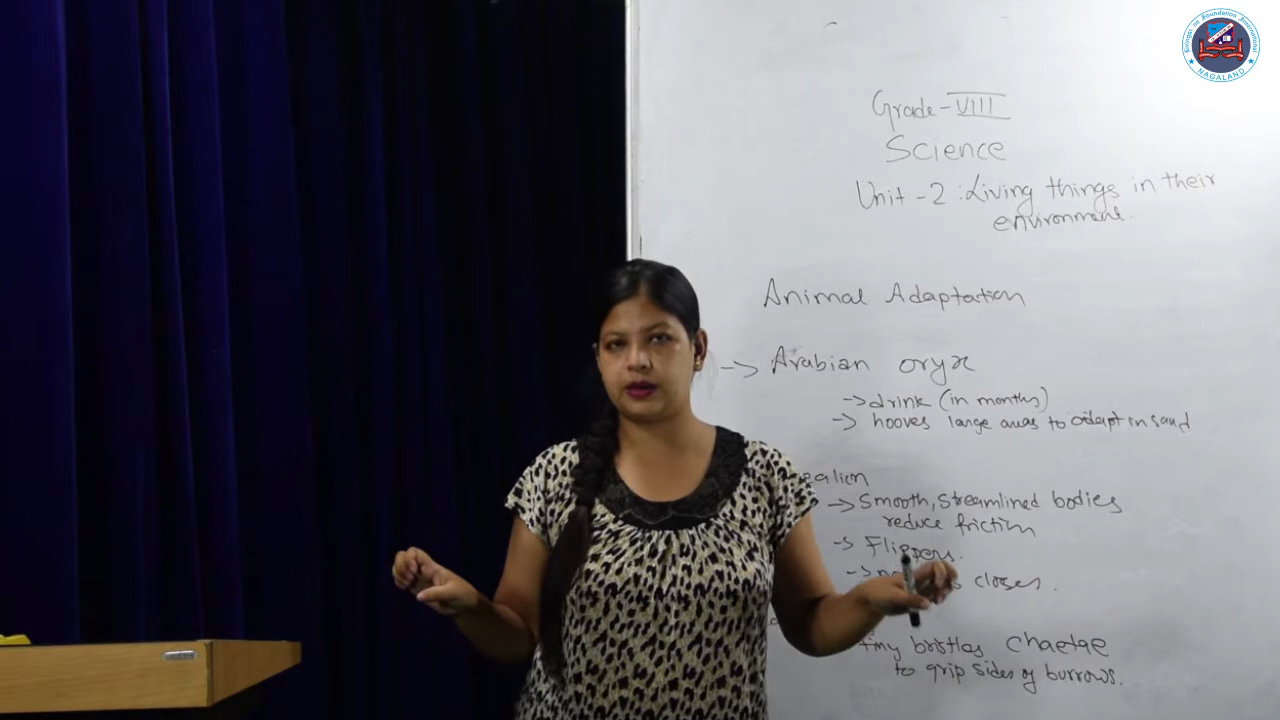 NAGALAND
Grade - VIII
Science
Unit - 2 : Living things in their
environment.
Animal Adaptation
-> Arabian oryx
-> drink (in months)
-> hooves large areas to adapt in sand
ealion
-> Smooth, Streamlined bodies
reduce friction
-> Flippers.
-> closes.
tiny bristles chaetae
to grip sides of burrows.